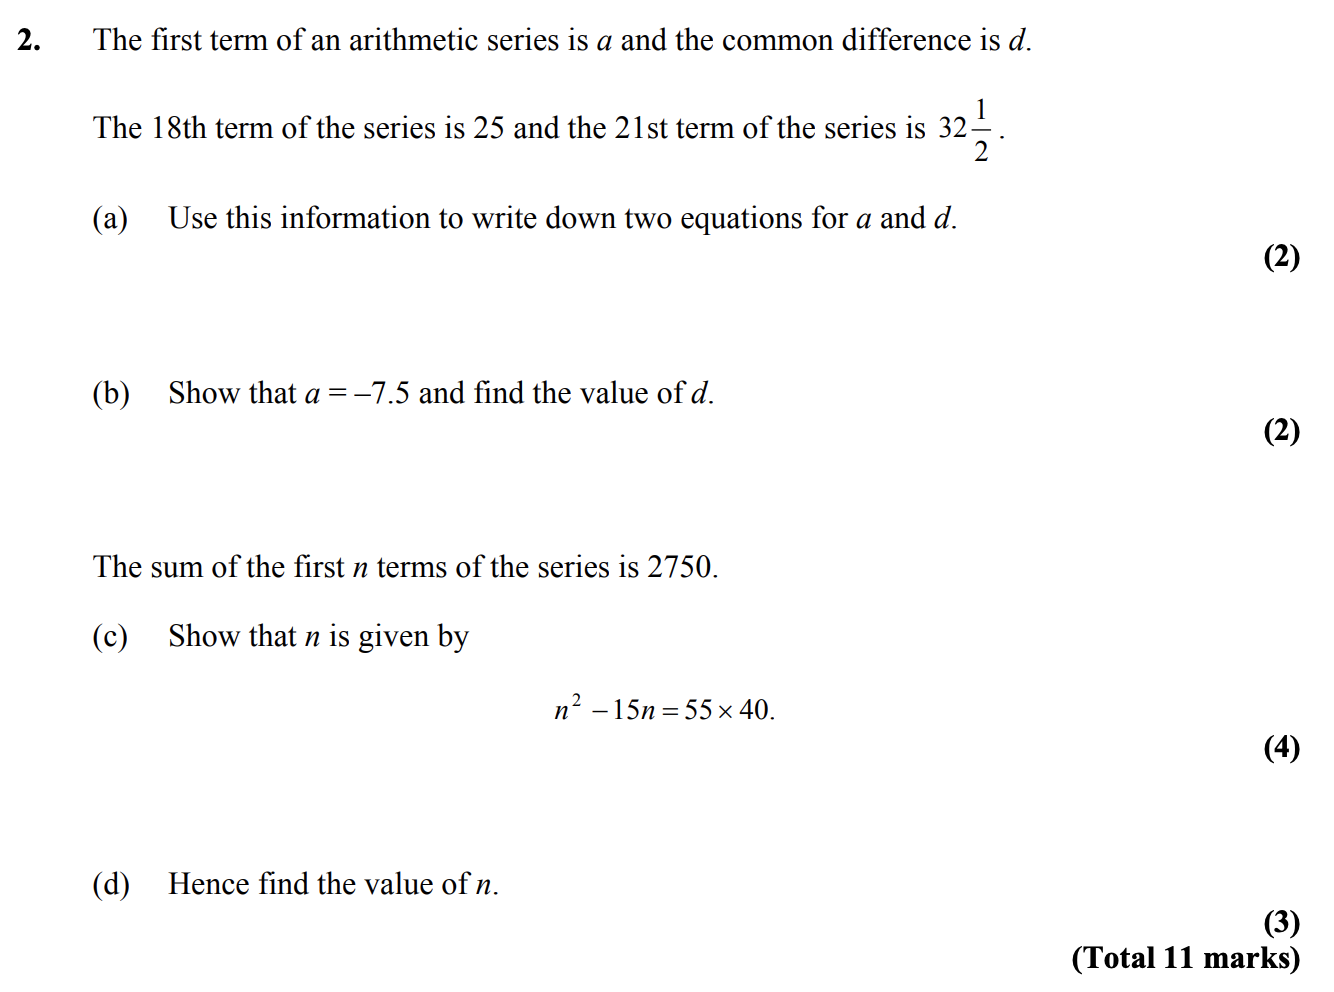 2. The first term of an arithmetic series is a and the common difference is d.
The 18th term of the series is 25 and the 21st term of the series is 32 1/2 .
(a) Use this information to write down two equations for a and d.
(2)
(b) Show that a = –7.5 and find the value of d.
(2)
The sum of the first n terms of the series is 2750.
(c) Show that n is given by
n² − 15n = 55 × 40.
(4)
(d) Hence find the value of n.
(3)
(Total 11 marks)